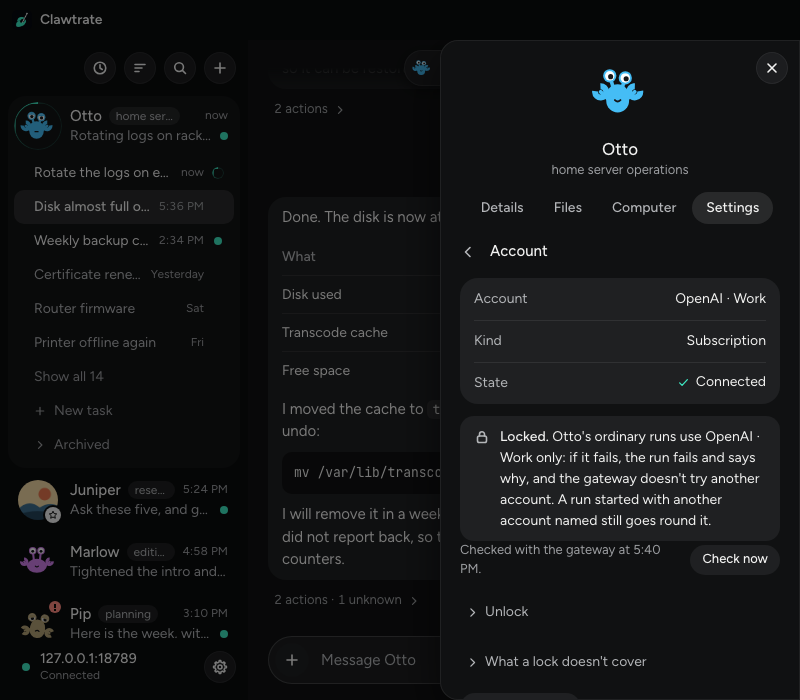 Clawtrate
Otto
home ser...
now
Rotating logs on rack...
Rotate the logs on e...
now
Disk almost full o...
5:36 PM
Weekly backup c...
2:34 PM
Certificate rene...
Yesterday
Router firmware
Sat
Printer offline again
Fri
Show all 14
+ New task
Archived
Juniper
rese...
5:24 PM
Ask these five, and g...
Marlow
editi...
4:58 PM
Tightened the intro and...
Pip
planning
3:10 PM
Here is the week. wit...
127.0.0.1:18789
Connected
2 actions
Done. The disk is now at
What
Disk used
Transcode cache
Free space
I moved the cache to
undo:
mv /var/lib/transco
I will remove it in a week
did not report back, so t
counters.
2 actions · 1 unknown
Message Otto
Otto
home server operations
Details
Files
Computer
Settings
Account
Account
OpenAI · Work
Kind
Subscription
State
Connected
Locked. Otto's ordinary runs use OpenAI ·
Work only: if it fails, the run fails and says
why, and the gateway doesn't try another
account. A run started with another
account named still goes round it.
Checked with the gateway at 5:40
PM.
Check now
Unlock
What a lock doesn't cover